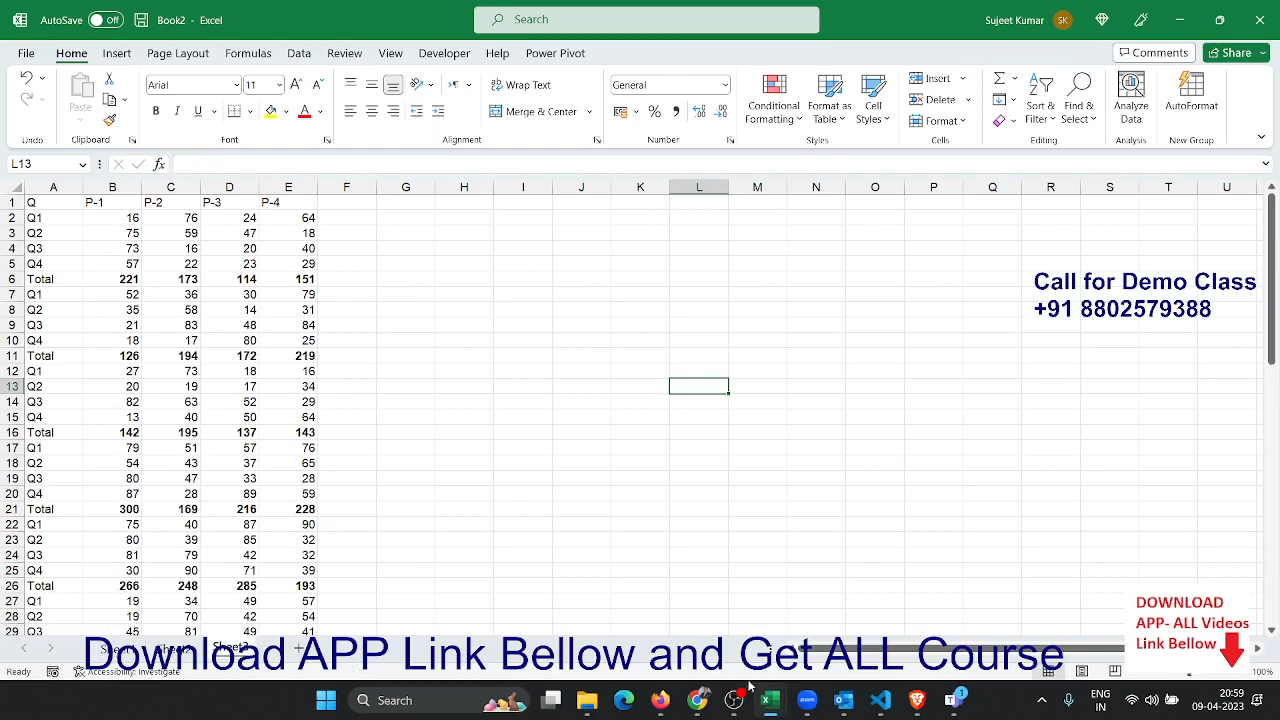 AutoSave Off Book2 - Excel Search Sujeet Kumar SK
File Home Insert Page Layout Formulas Data Review View Developer Help Power Pivot Comments Share
Arial 11 Wrap Text General Insert
Paste Merge & Center Conditional Formatting Format as Table Cell Styles Delete Sort & Filter Find & Select Analyze Data AutoFormat
Format
Undo Clipboard Font Alignment Number Styles Cells Editing Analysis New Group
L13 fx
A B C D E F G H I J K L M N O P Q R S T U
1 Q P-1 P-2 P-3 P-4
2 Q1 16 76 24 64
3 Q2 75 59 47 18
4 Q3 73 16 20 40
5 Q4 57 22 23 29
6 Total 221 173 114 151
7 Q1 52 36 30 79
8 Q2 35 58 14 31
9 Q3 21 83 48 84
10 Q4 18 17 80 25
11 Total 126 194 172 219
12 Q1 27 73 18 16
13 Q2 20 19 17 34
14 Q3 82 63 52 29
15 Q4 13 40 50 64
16 Total 142 195 137 143
17 Q1 79 51 57 76
18 Q2 54 43 37 65
19 Q3 80 47 33 28
20 Q4 87 28 89 59
21 Total 300 169 216 228
22 Q1 75 40 87 90
23 Q2 80 39 85 32
24 Q3 81 79 42 32
25 Q4 30 90 71 39
26 Total 266 248 285 193
27 Q1 19 34 49 57
28 Q2 19 70 42 54
29 Q3 45 81 49 41
Call for Demo Class
+91 8802579388
DOWNLOAD
APP- ALL Videos
Link Bellow
Download APP Link Bellow and Get ALL Course
Ready Accessibility: Investigate 100%
Search ENG IN 20:59 09-04-2023